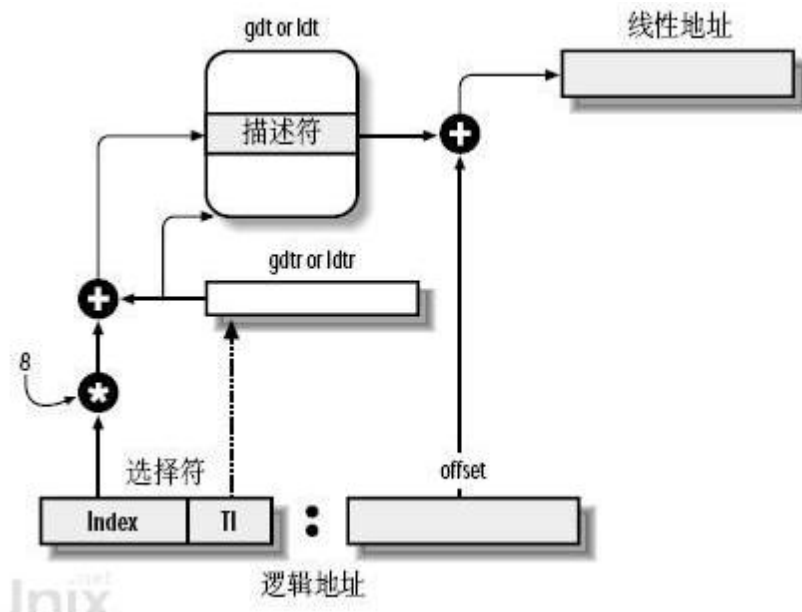 gdt or ldt
线性地址
描述符
gdtr or ldtr
8
选择符
offset
Index
TI
:
逻辑地址
.net